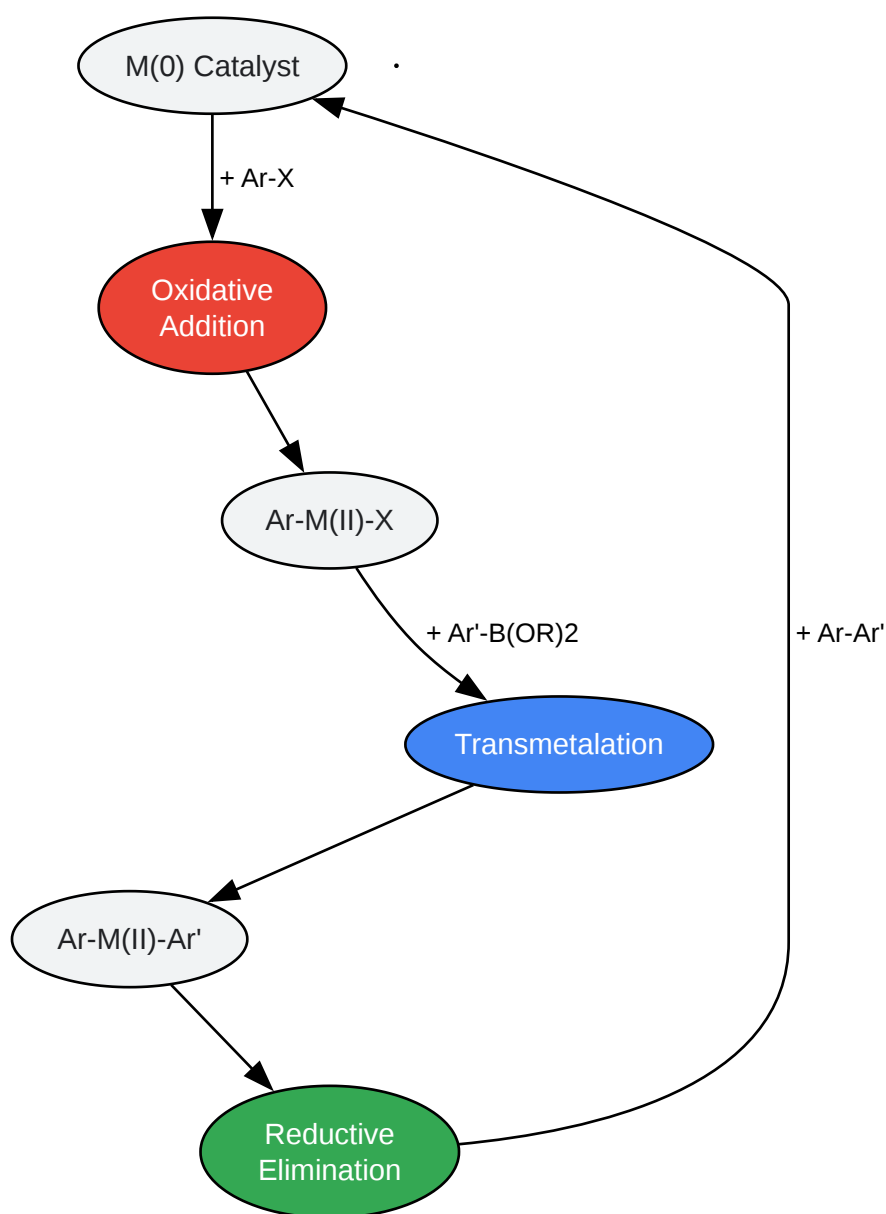 M(0) Catalyst
+ Ar-X
Oxidative
Addition
Ar-M(II)-X
+ Ar'-B(OR)2
+ Ar-Ar'
Transmetalation
Ar-M(II)-Ar'
Reductive
Elimination